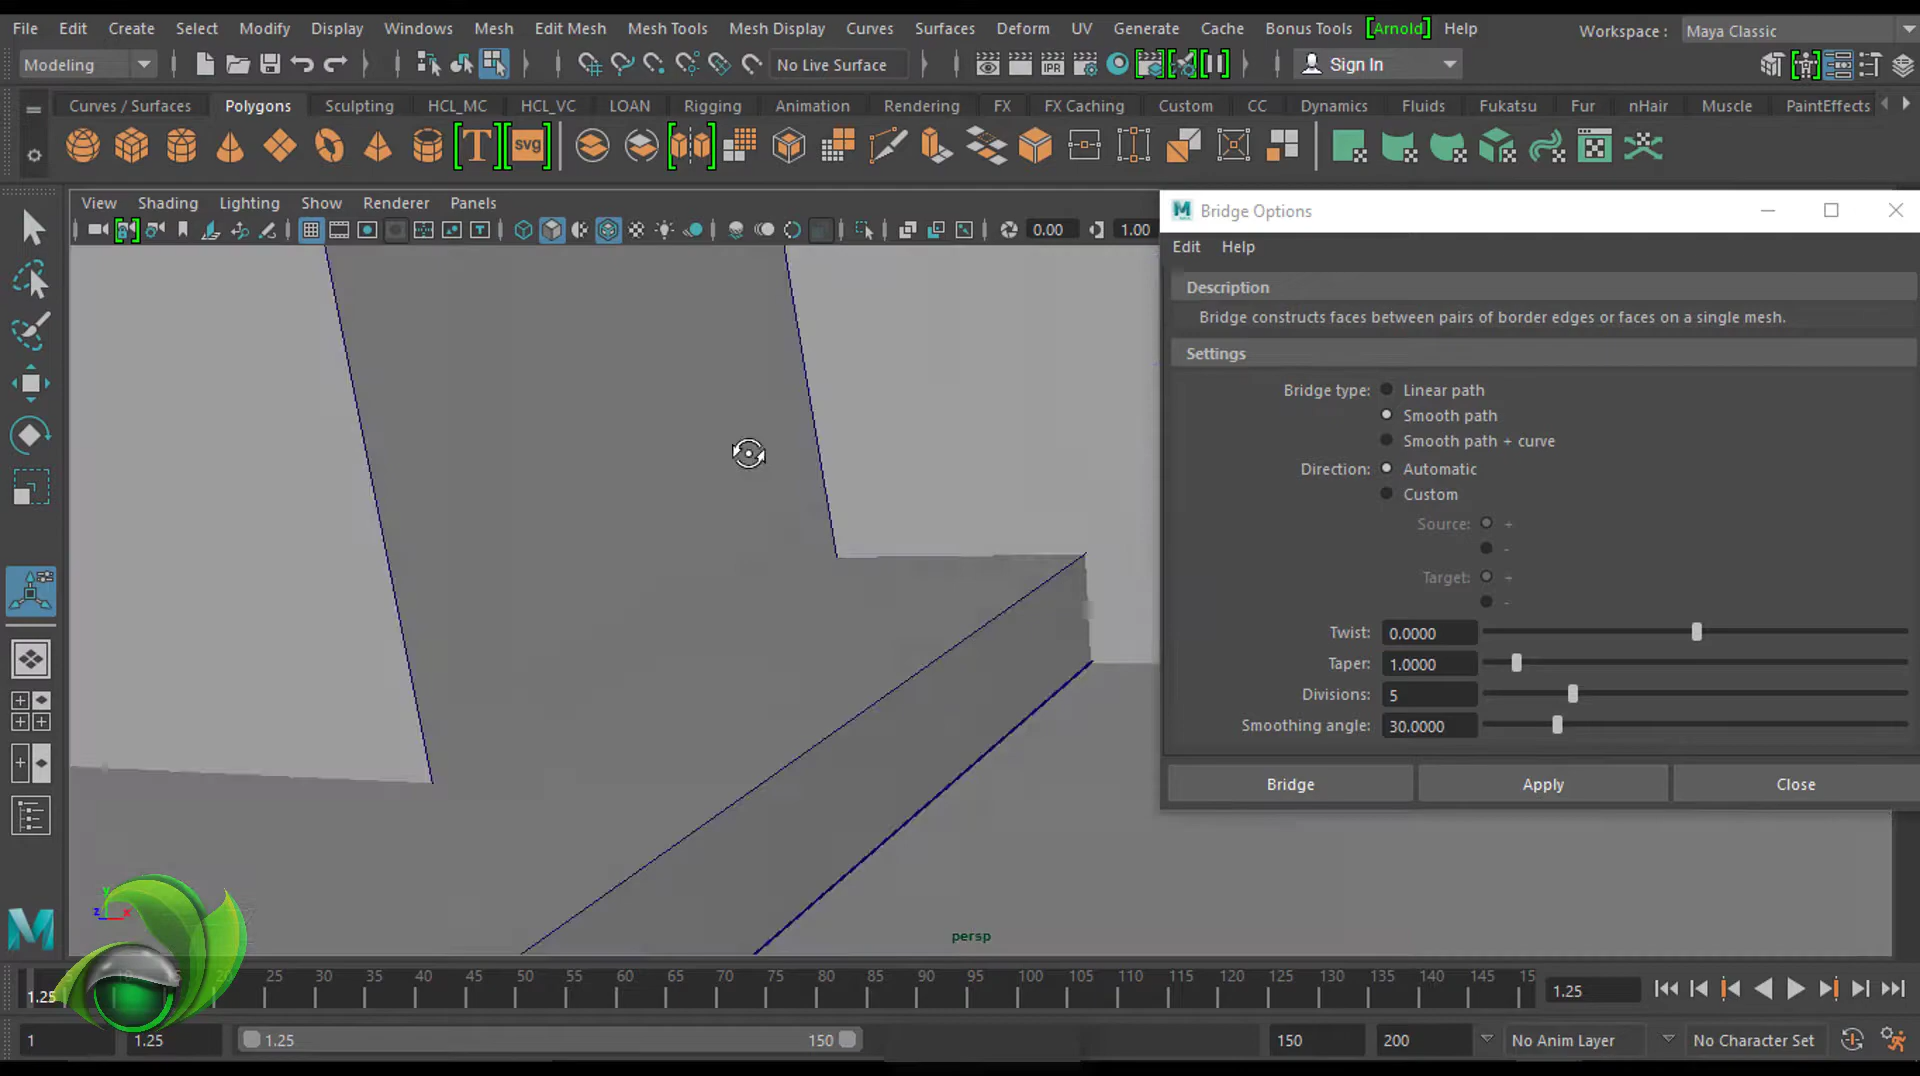 File Edit Create Select Modify Display Windows Mesh Edit Mesh Mesh Tools Mesh Display Curves Surfaces Deform UV Generate Cache Bonus Tools [Arnold] Help Workspace : Maya Classic
Modeling No Live Surface IPR Sign In
Curves / Surfaces Polygons Sculpting HCL_MC HCL_VC LOAN Rigging Animation Rendering FX FX Caching Custom CC Dynamics Fluids Fukatsu Fur nHair Muscle PaintEffects
T svg
View Shading Lighting Show Renderer Panels
0.00 1.00
Bridge Options
Edit Help
Description
Bridge constructs faces between pairs of border edges or faces on a single mesh.
Settings
Bridge type: Linear path
Smooth path
Smooth path + curve
Direction: Automatic
Custom
Source: +
-
Target: +
-
Twist: 0.0000
Taper: 1.0000
Divisions: 5
Smoothing angle: 30.0000
Bridge Apply Close
y
z x
persp
M
5 10 15 20 25 30 35 40 45 50 55 60 65 70 75 80 85 90 95 100 105 110 115 120 125 130 135 140 145 15
1.25 1.25
1 1.25 1.25 150 150 200 No Anim Layer No Character Set